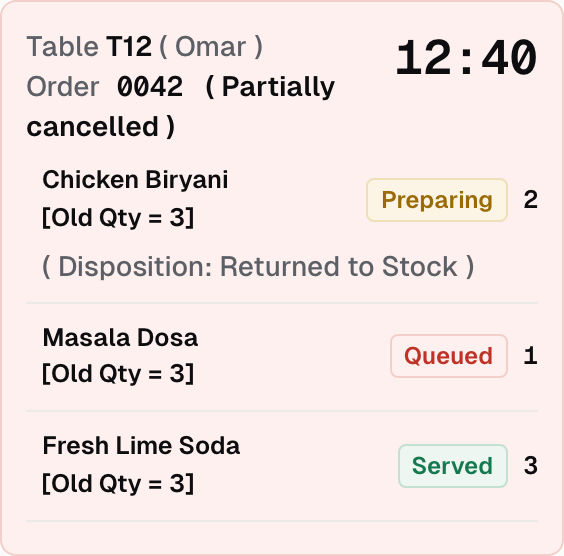 Table T12 ( Omar )
12:40
Order 0042 ( Partially
cancelled )
Chicken Biryani
[Old Qty = 3]
Preparing 2
( Disposition: Returned to Stock )
Masala Dosa
[Old Qty = 3]
Queued 1
Fresh Lime Soda
[Old Qty = 3]
Served 3